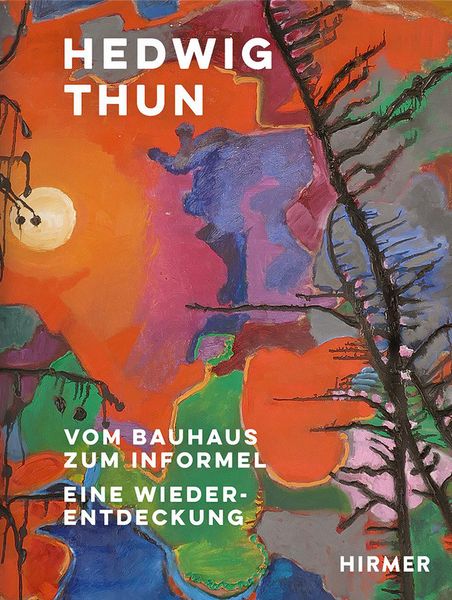 HEDWIG
THUN
VOM BAUHAUS
ZUM INFORMEL
EINE WIEDER-
ENTDECKUNG
HIRMER